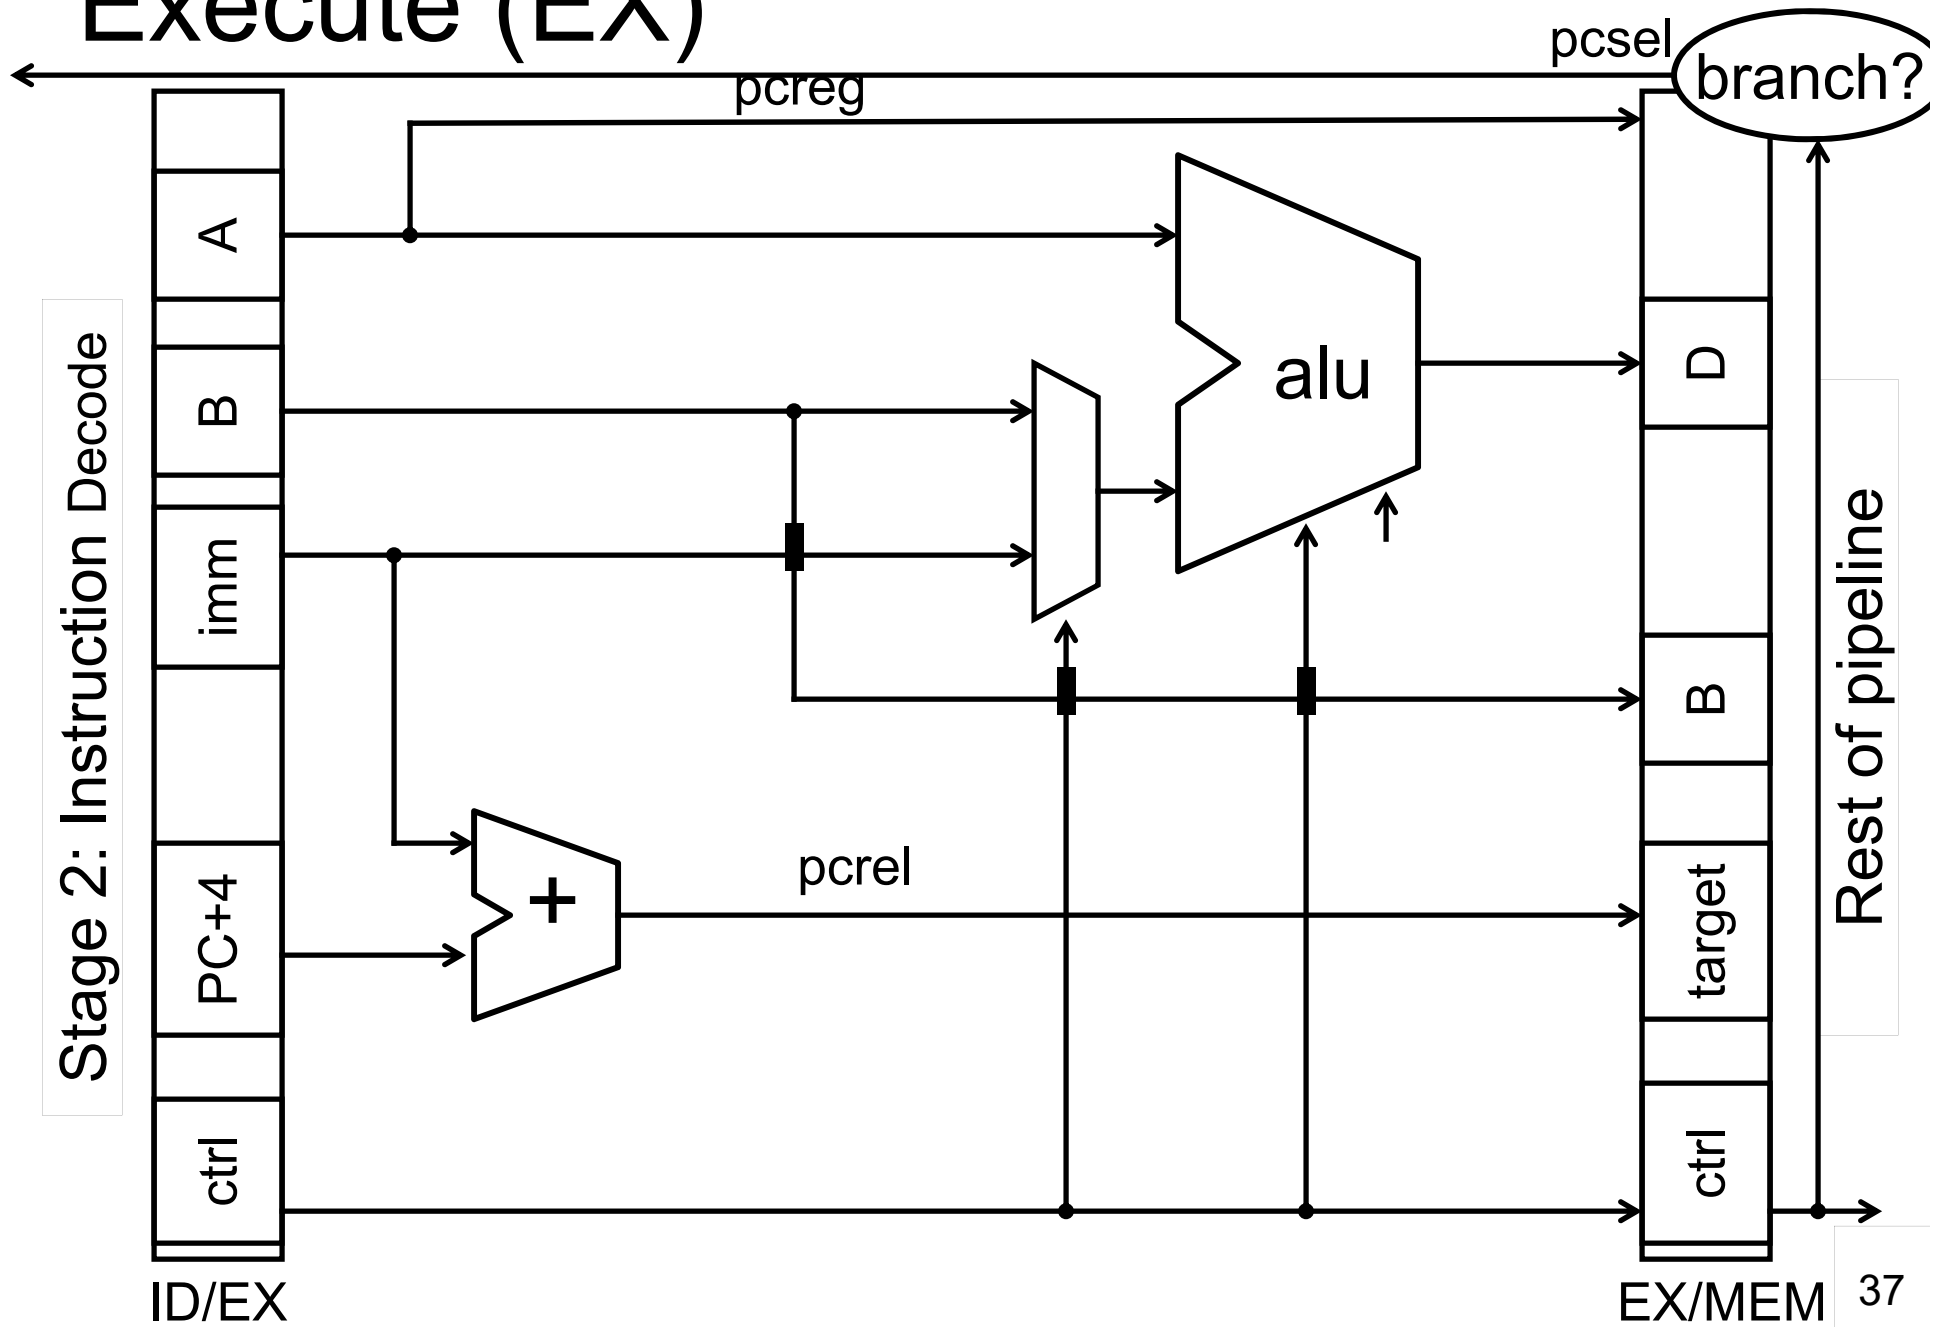 Execute (EX)
pcsel
branch?
pcreg
A
B
imm
PC+4
ctrl
Stage 2: Instruction Decode
alu
+
pcrel
D
B
target
ctrl
Rest of pipeline
ID/EX
EX/MEM
37